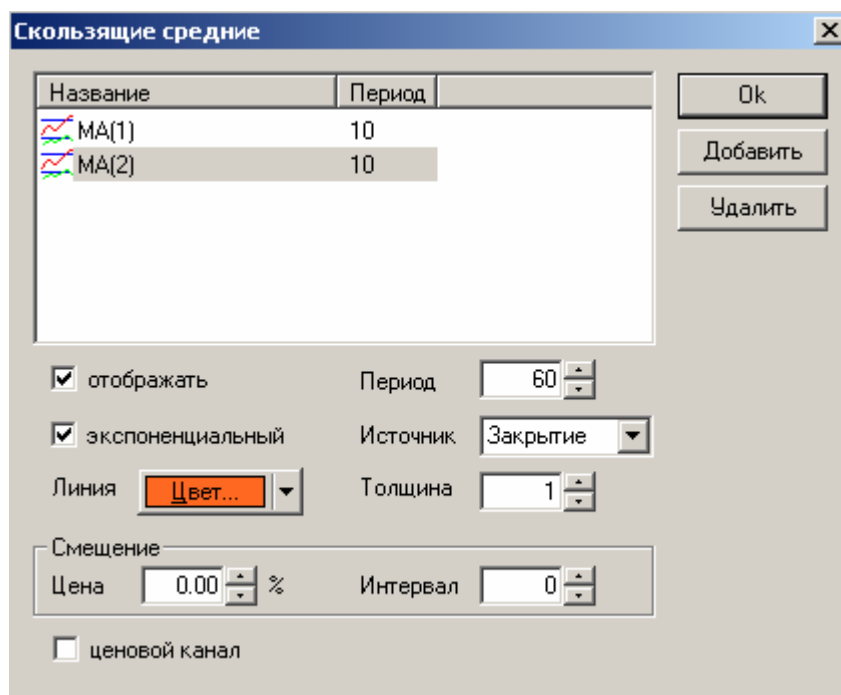 Скользящие средние
Название Период
MA(1) 10
MA(2) 10
Ok
Добавить
Удалить
отображать Период 60
экспоненциальный Источник Закрытие
Линия Цвет... Толщина 1
Смещение
Цена 0.00 % Интервал 0
ценовой канал